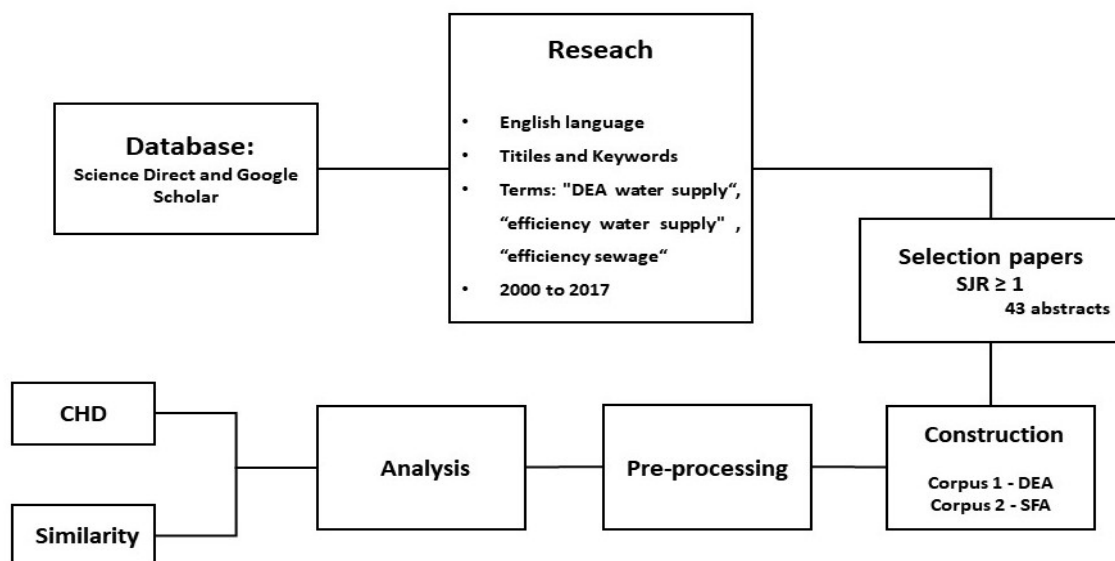 Database:
Science Direct and Google
Scholar
Reseach
• English language
• Titiles and Keywords
• Terms: "DEA water supply“,
“efficiency water supply" ,
“efficiency sewage“
• 2000 to 2017
Selection papers
SJR ≥ 1
43 abstracts
Construction
Corpus 1 - DEA
Corpus 2 - SFA
Pre-processing
Analysis
CHD
Similarity